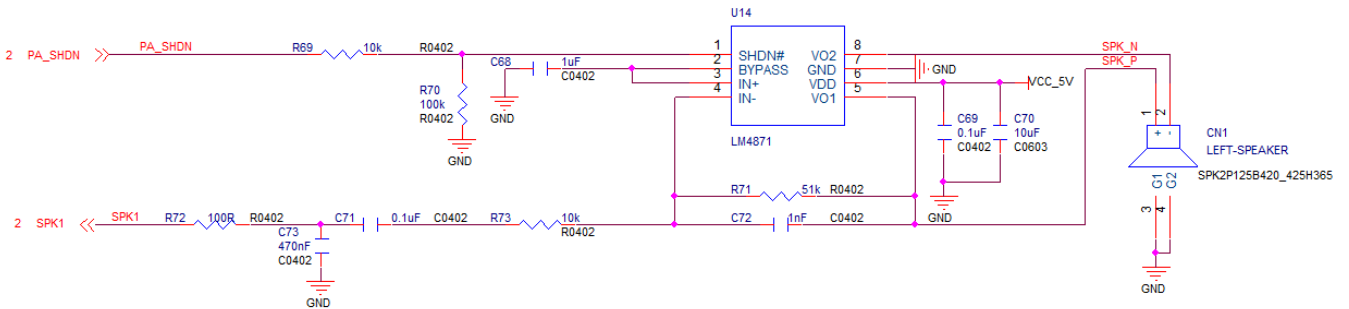 U14
2 PA_SHDN PA_SHDN R69 10k R0402
1 SHDN# VO2 8 SPK_N
C68 1uF 2 BYPASS GND 7 GND SPK_P
C0402 3 IN+ VDD 6 VCC_5V
4 IN- VO1 5
R70
100k
R0402
GND
GND
LM4871
C69
0.1uF
C0402
C70
10uF
C0603
GND
1 2
+ -
CN1
LEFT-SPEAKER
SPK2P125B420_425H365
G1 G2
3 4
GND
R71 51k R0402
2 SPK1 SPK1 R72 100R R0402 C71 0.1uF C0402 R73 10k R0402 C72 1nF C0402
C73
470nF
C0402
GND